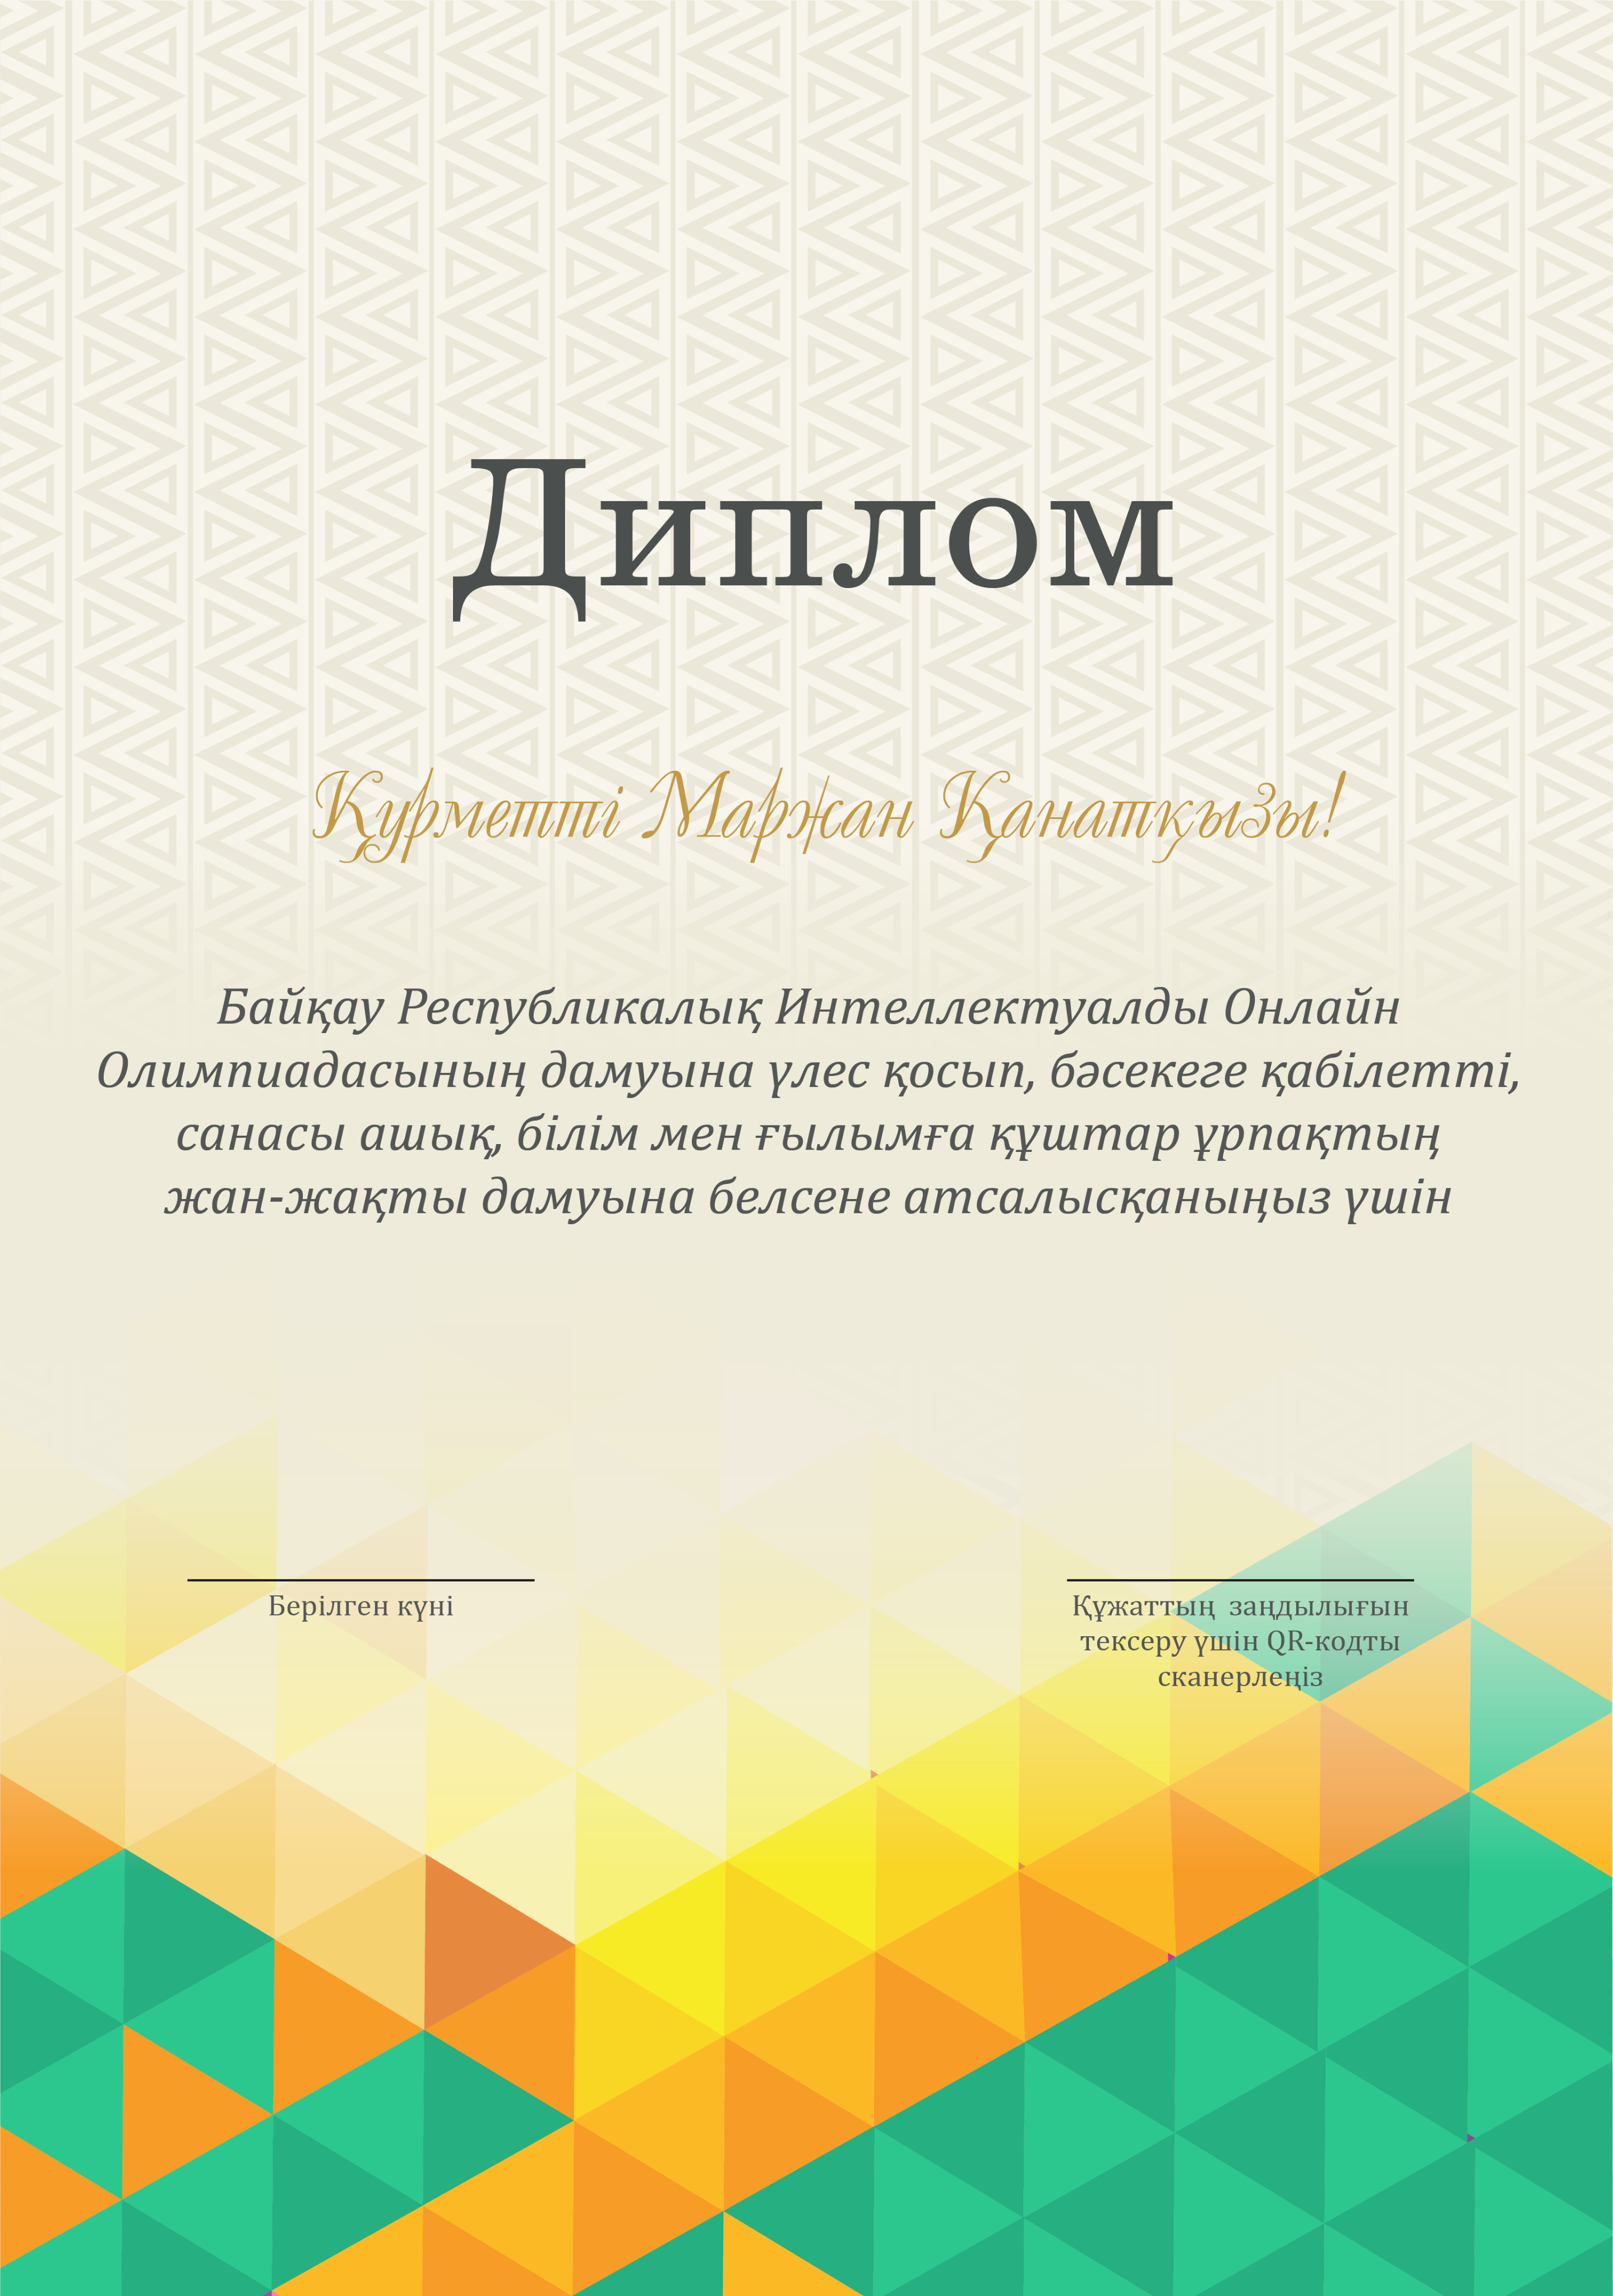 Диплом
Құрметті Маржан Қанатқызы!
Байқау Республикалық Интеллектуалды Онлайн
Олимпиадасының дамуына үлес қосып, бәсекеге қабілетті,
санасы ашық, білім мен ғылымға құштар ұрпақтың
жан-жақты дамуына белсене атсалысқаныңыз үшін
Берілген күні
Құжаттың заңдылығын
тексеру үшін QR-кодты
сканерлеңіз